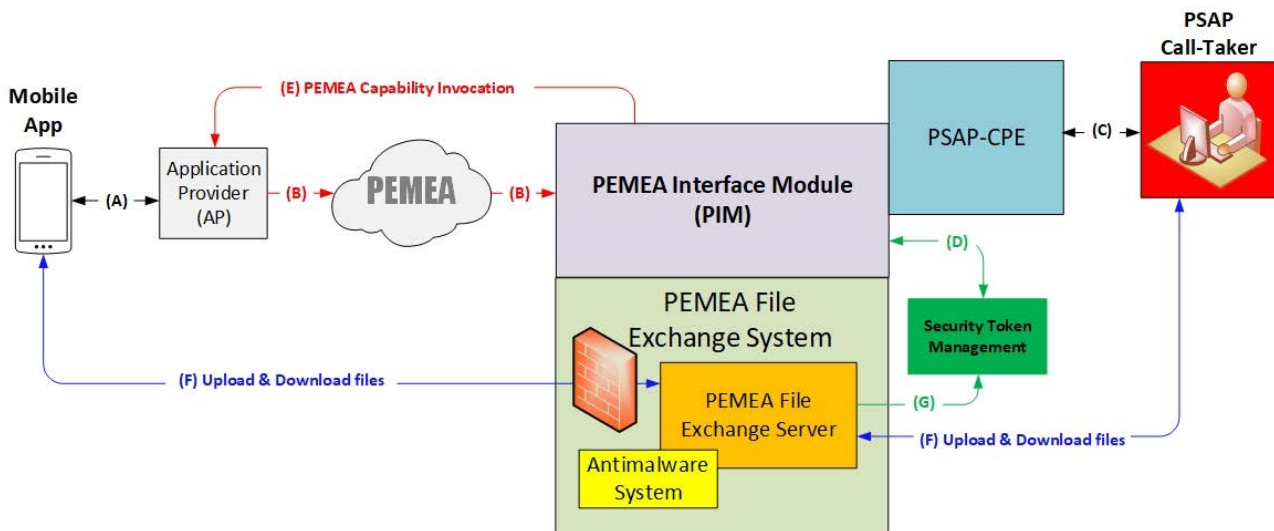 PSAP
Call-Taker
Mobile
App
(E) PEMEA Capability Invocation
PSAP-CPE
(C)
Application
Provider
(AP)
(A)
(B)
PEMEA
(B)
PEMEA Interface Module
(PIM)
(D)
PEMEA File
Exchange System
Security Token
Management
(F) Upload & Download files
PEMEA File
Exchange Server
(G)
(F) Upload & Download files
Antimalware
System